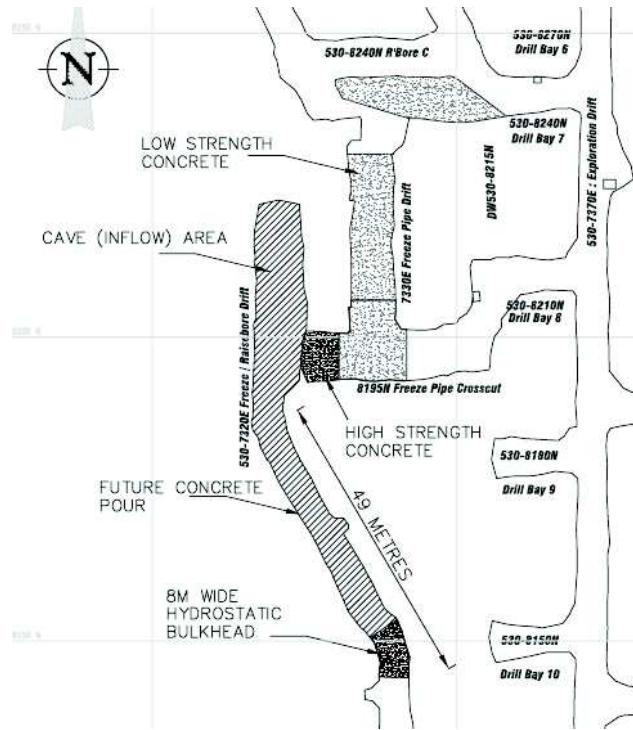 530-8270N
Drill Bay 6
530-8240N R'Bore C
N
530-8240N
Drill Bay 7
LOW STRENGTH
CONCRETE
DW530-8215N
530-7370E : Exploration Drift
7330E Freeze Pipe Drift
CAVE (INFLOW) AREA
530-7320E Freeze / Raisebore Drift
530-8210N
Drill Bay 8
8195N Freeze Pipe Crosscut
HIGH STRENGTH
CONCRETE
530-8180N
Drill Bay 9
FUTURE CONCRETE
POUR
49 METRES
8M WIDE
HYDROSTATIC
BULKHEAD
530-8150N
Drill Bay 10